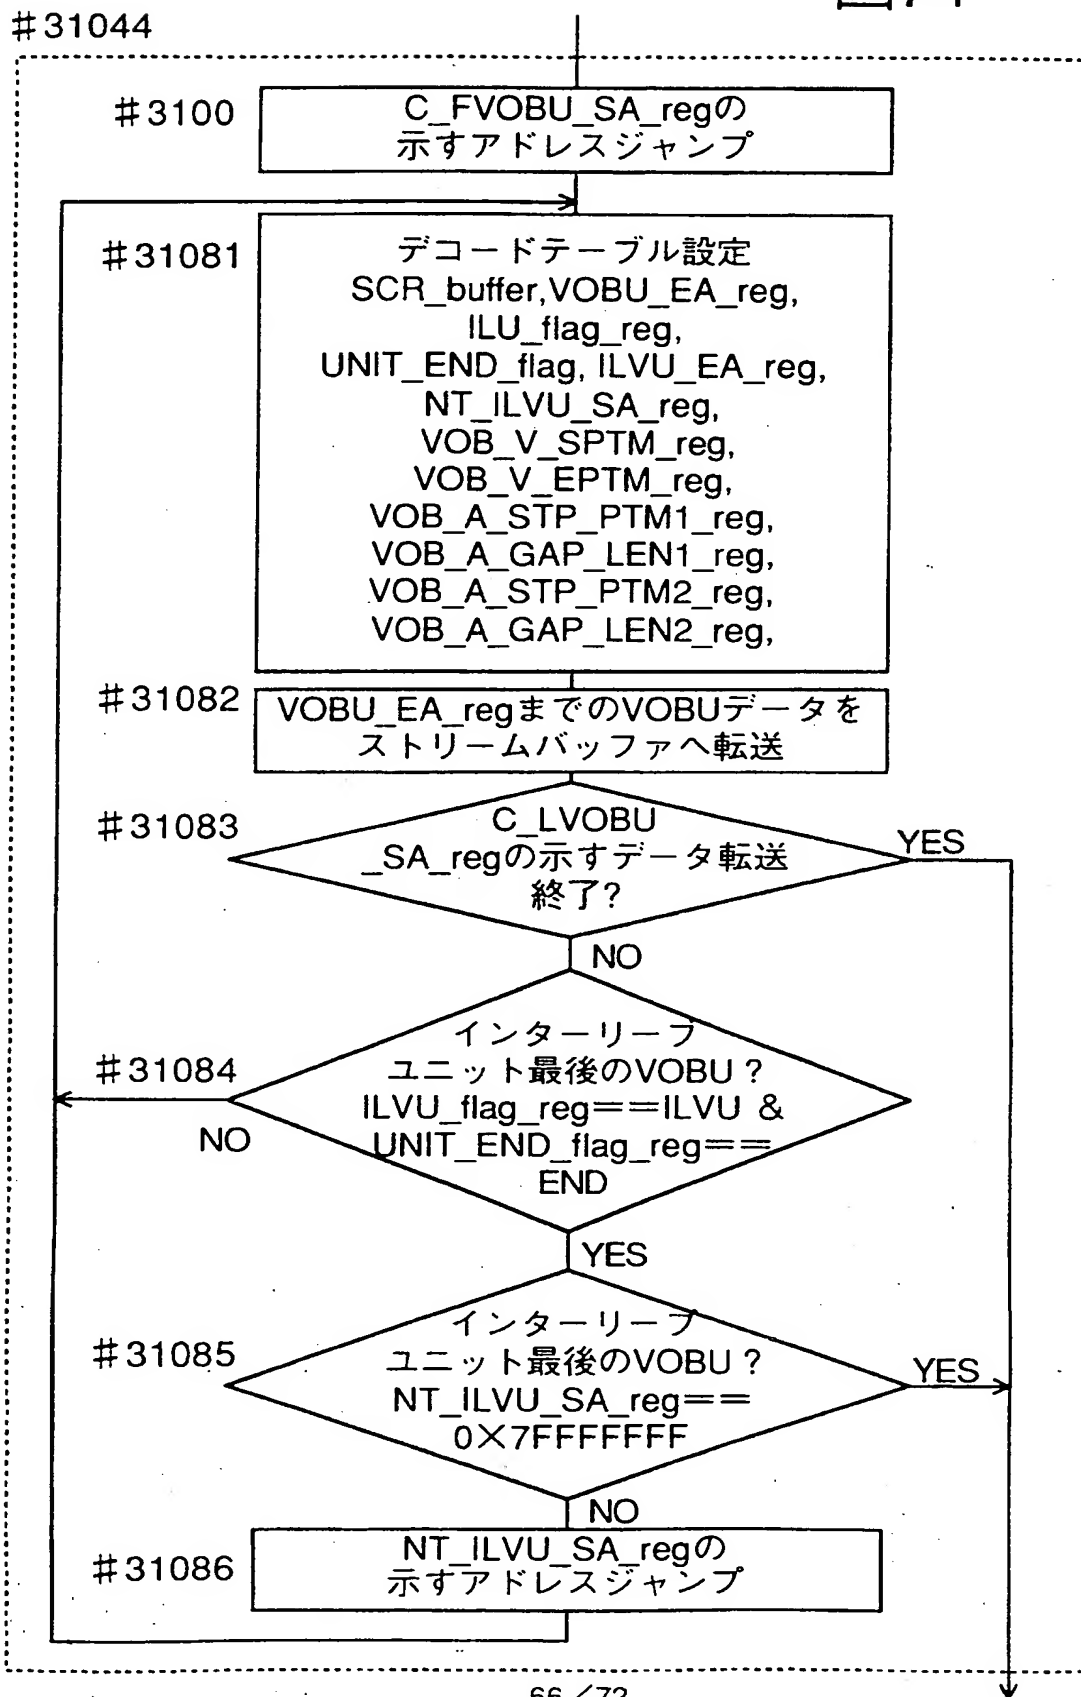 #31044
#3100
C_FVOBU_SA_regの
示すアドレスジャンプ
#31081
デコードテーブル設定
SCR_buffer,VOBU_EA_reg,
ILU_flag_reg,
UNIT_END_flag, ILVU_EA_reg,
NT_ILVU_SA_reg,
VOB_V_SPTM_reg,
VOB_V_EPTM_reg,
VOB_A_STP_PTM1_reg,
VOB_A_GAP_LEN1_reg,
VOB_A_STP_PTM2_reg,
VOB_A_GAP_LEN2_reg,
#31082
VOBU_EA_regまでのVOBUデータを
ストリームバッファへ転送
#31083
C_LVOBU
_SA_regの示すデータ転送
終了?
YES
NO
#31084
インターリーブ
ユニット最後のVOBU？
ILVU_flag_reg==ILVU &
UNIT_END_flag_reg==
END
NO
YES
#31085
インターリーブ
ユニット最後のVOBU？
NT_ILVU_SA_reg==
0×7FFFFFFF
YES
NO
#31086
NT_ILVU_SA_regの
示すアドレスジャンプ
66/72